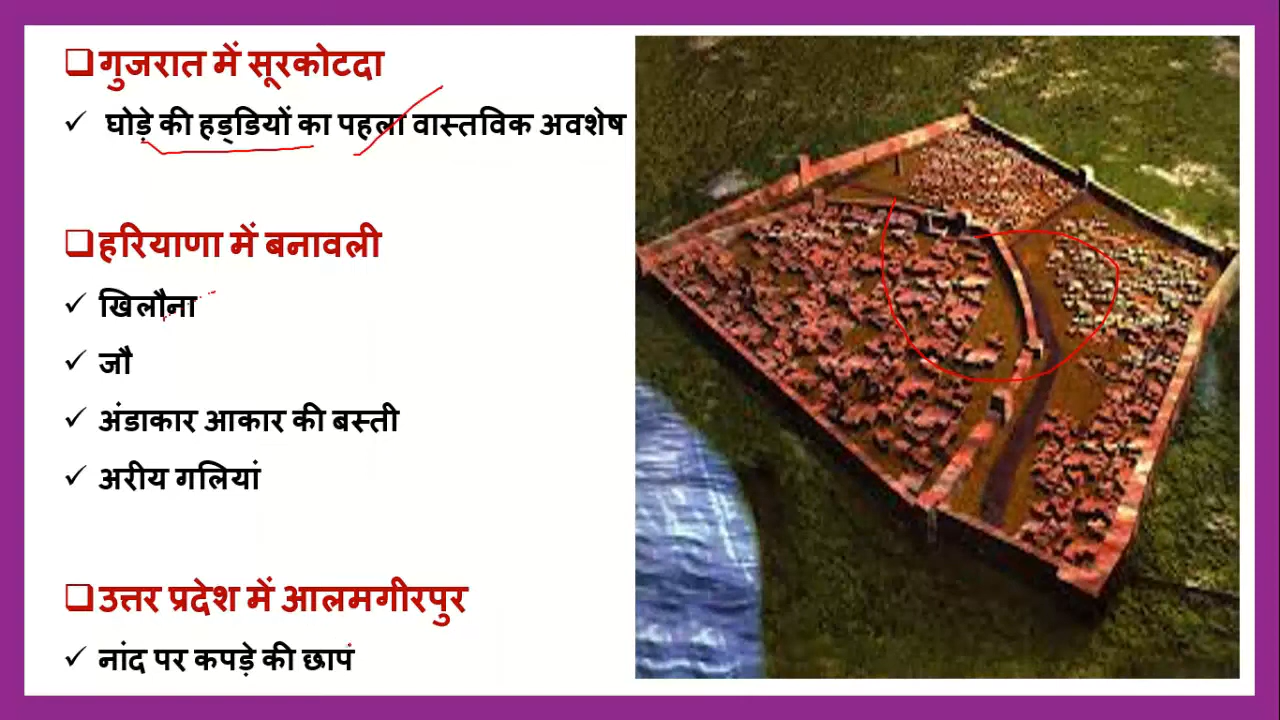 गुजरात में सूरकोटदा
घोड़े की हड्डियों का पहला वास्तविक अवशेष
हरियाणा में बनावली
खिलौना
जौ
अंडाकार आकार की बस्ती
अरीय गलियां
उत्तर प्रदेश में आलमगीरपुर
नांद पर कपड़े की छाप